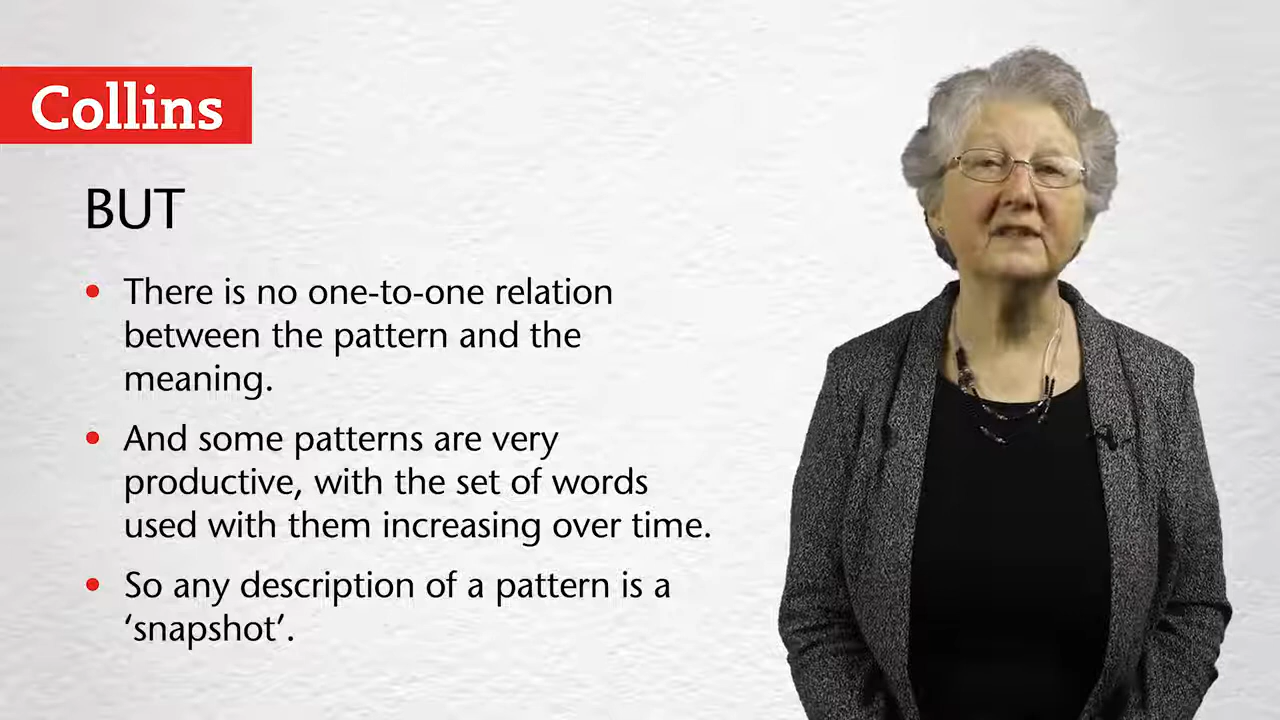 Collins
BUT
• There is no one-to-one relation
between the pattern and the
meaning.
• And some patterns are very
productive, with the set of words
used with them increasing over time.
• So any description of a pattern is a
‘snapshot’.